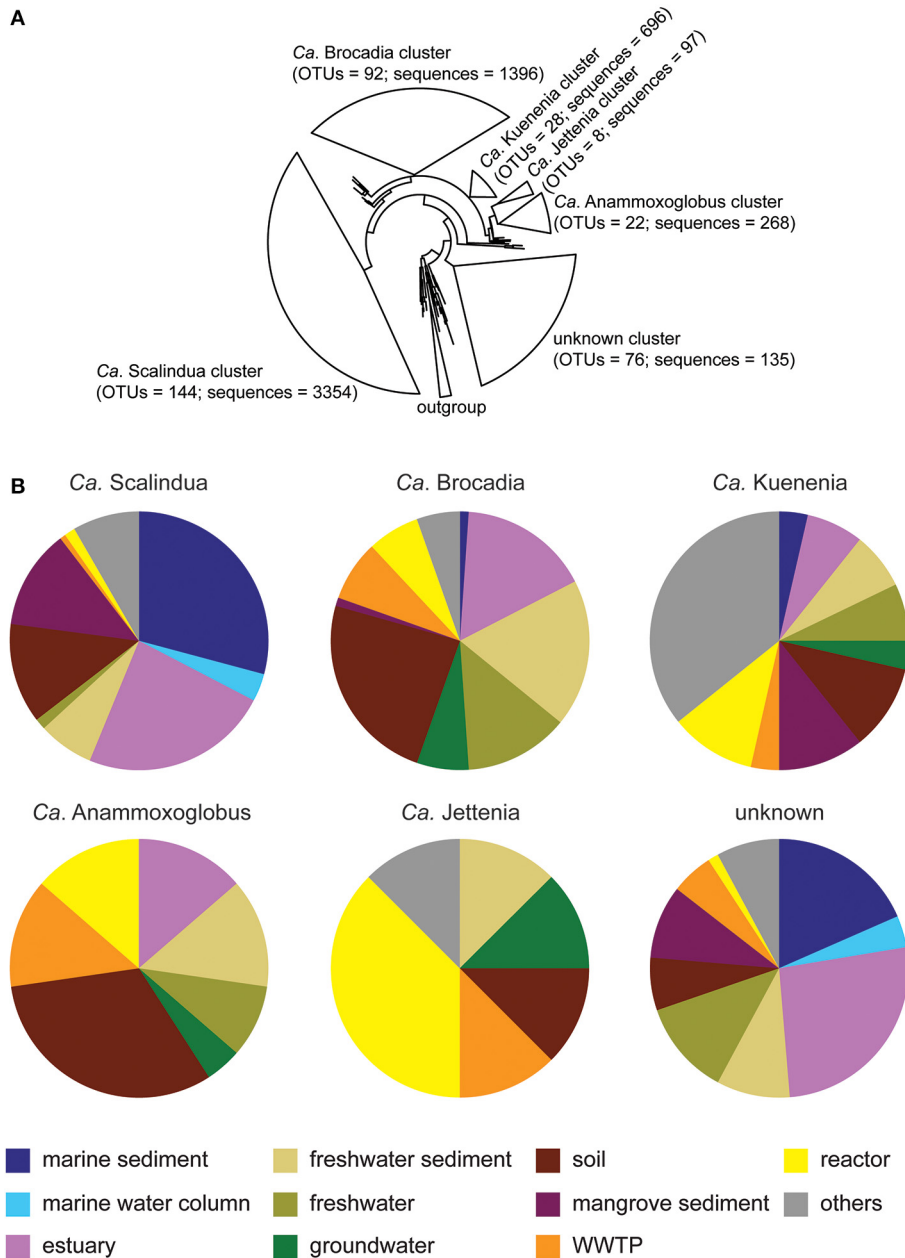 A
Ca. Brocadia cluster
(OTUs = 92; sequences = 1396)
Ca. Kuenenia cluster
(OTUs = 28; sequences = 696)
Ca. Jettenia cluster
(OTUs = 8; sequences = 97)
Ca. Anammoxoglobus cluster
(OTUs = 22; sequences = 268)
unknown cluster
(OTUs = 76; sequences = 135)
Ca. Scalindua cluster
(OTUs = 144; sequences = 3354)
outgroup
B
Ca. Scalindua
Ca. Brocadia
Ca. Kuenenia
Ca. Anammoxoglobus
Ca. Jettenia
unknown
marine sediment
freshwater sediment
soil
reactor
marine water column
freshwater
mangrove sediment
others
estuary
groundwater
WWTP